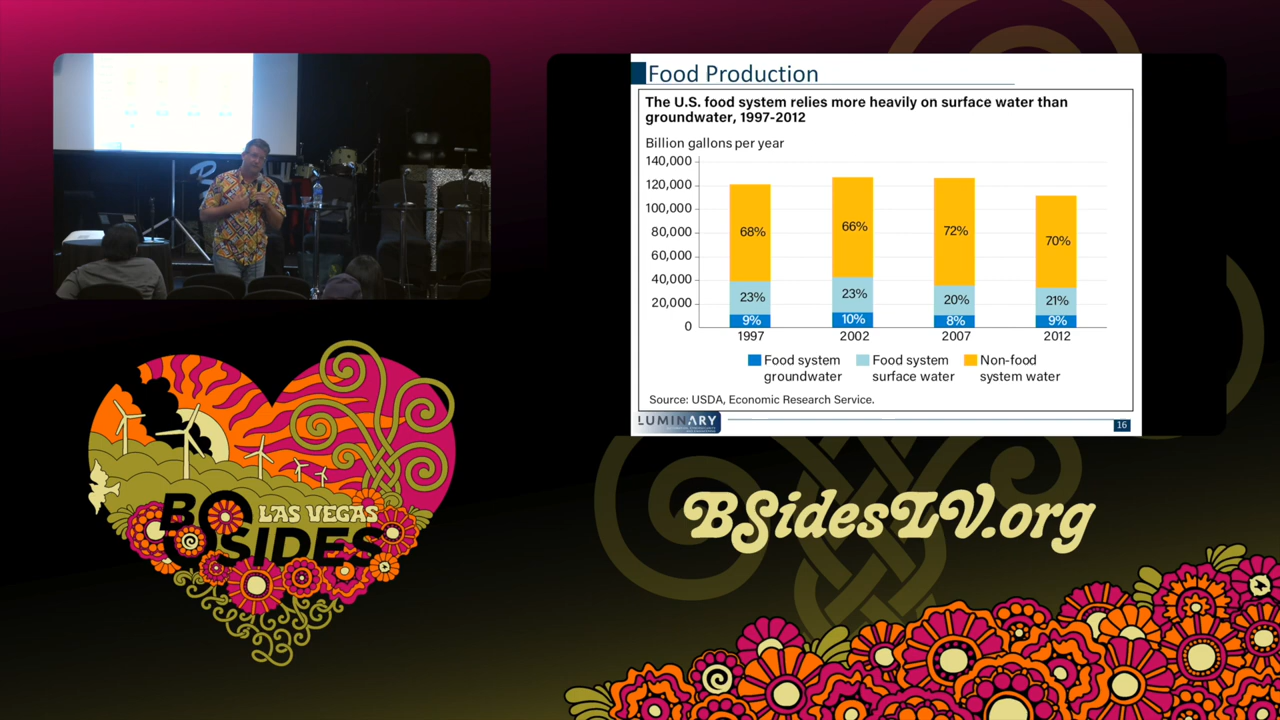 Food Production
The U.S. food system relies more heavily on surface water than
groundwater, 1997-2012
Billion gallons per year
140,000
120,000
100,000
80,000
60,000
40,000
20,000
0
68%
66%
72%
70%
23%
23%
20%
21%
9%
10%
8%
9%
1997
2002
2007
2012
Food system
groundwater
Food system
surface water
Non-food
system water
Source: USDA, Economic Research Service.
LUMINARY
16
LAS VEGAS
BSIDES
BSidesLV.org